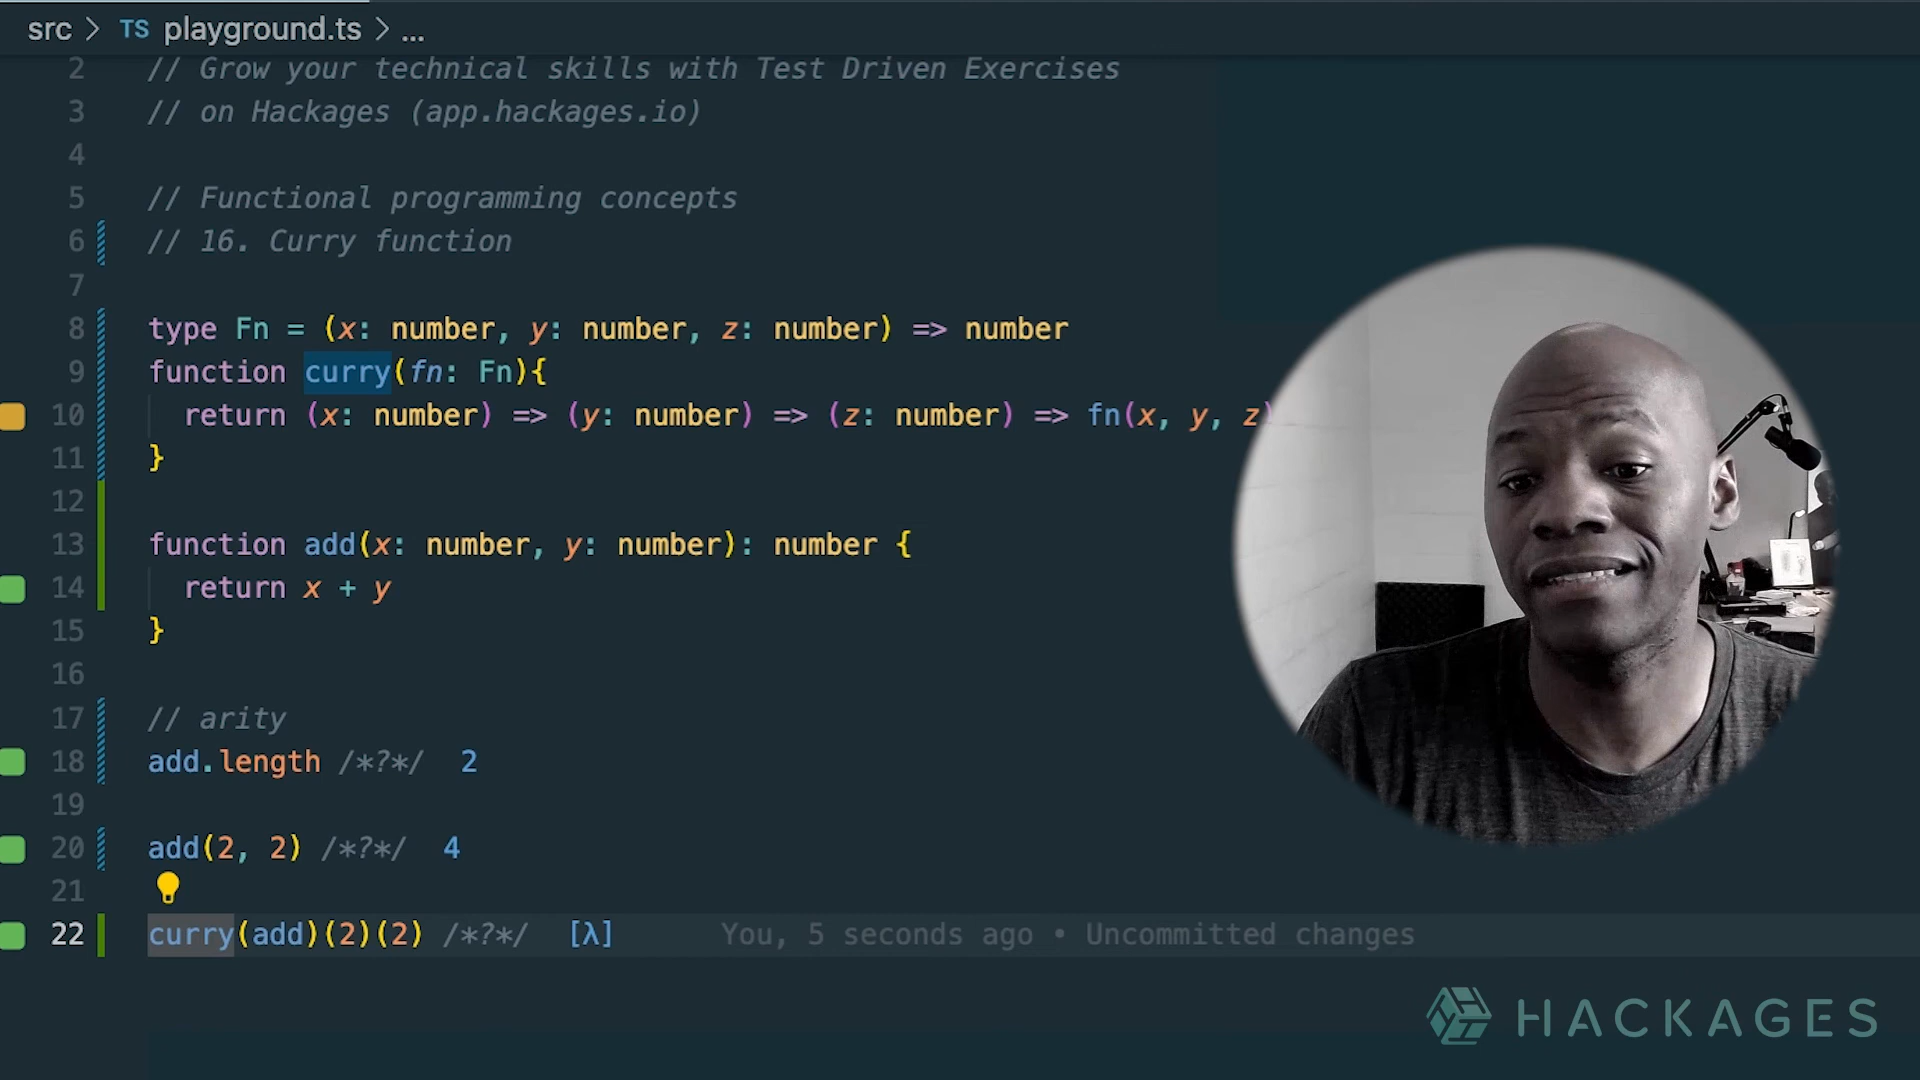 src > TS playground.ts > ...
2 // Grow your technical skills with Test Driven Exercises
3 // on Hackages (app.hackages.io)
4
5 // Functional programming concepts
6 // 16. Curry function
7
8 type Fn = (x: number, y: number, z: number) => number
9 function curry(fn: Fn){
10 return (x: number) => (y: number) => (z: number) => fn(x, y, z)
11 }
12
13 function add(x: number, y: number): number {
14 return x + y
15 }
16
17 // arity
18 add.length /*?*/ 2
19
20 add(2, 2) /*?*/ 4
21
22 curry(add)(2)(2) /*?*/ [λ] You, 5 seconds ago • Uncommitted changes
HACKAGES